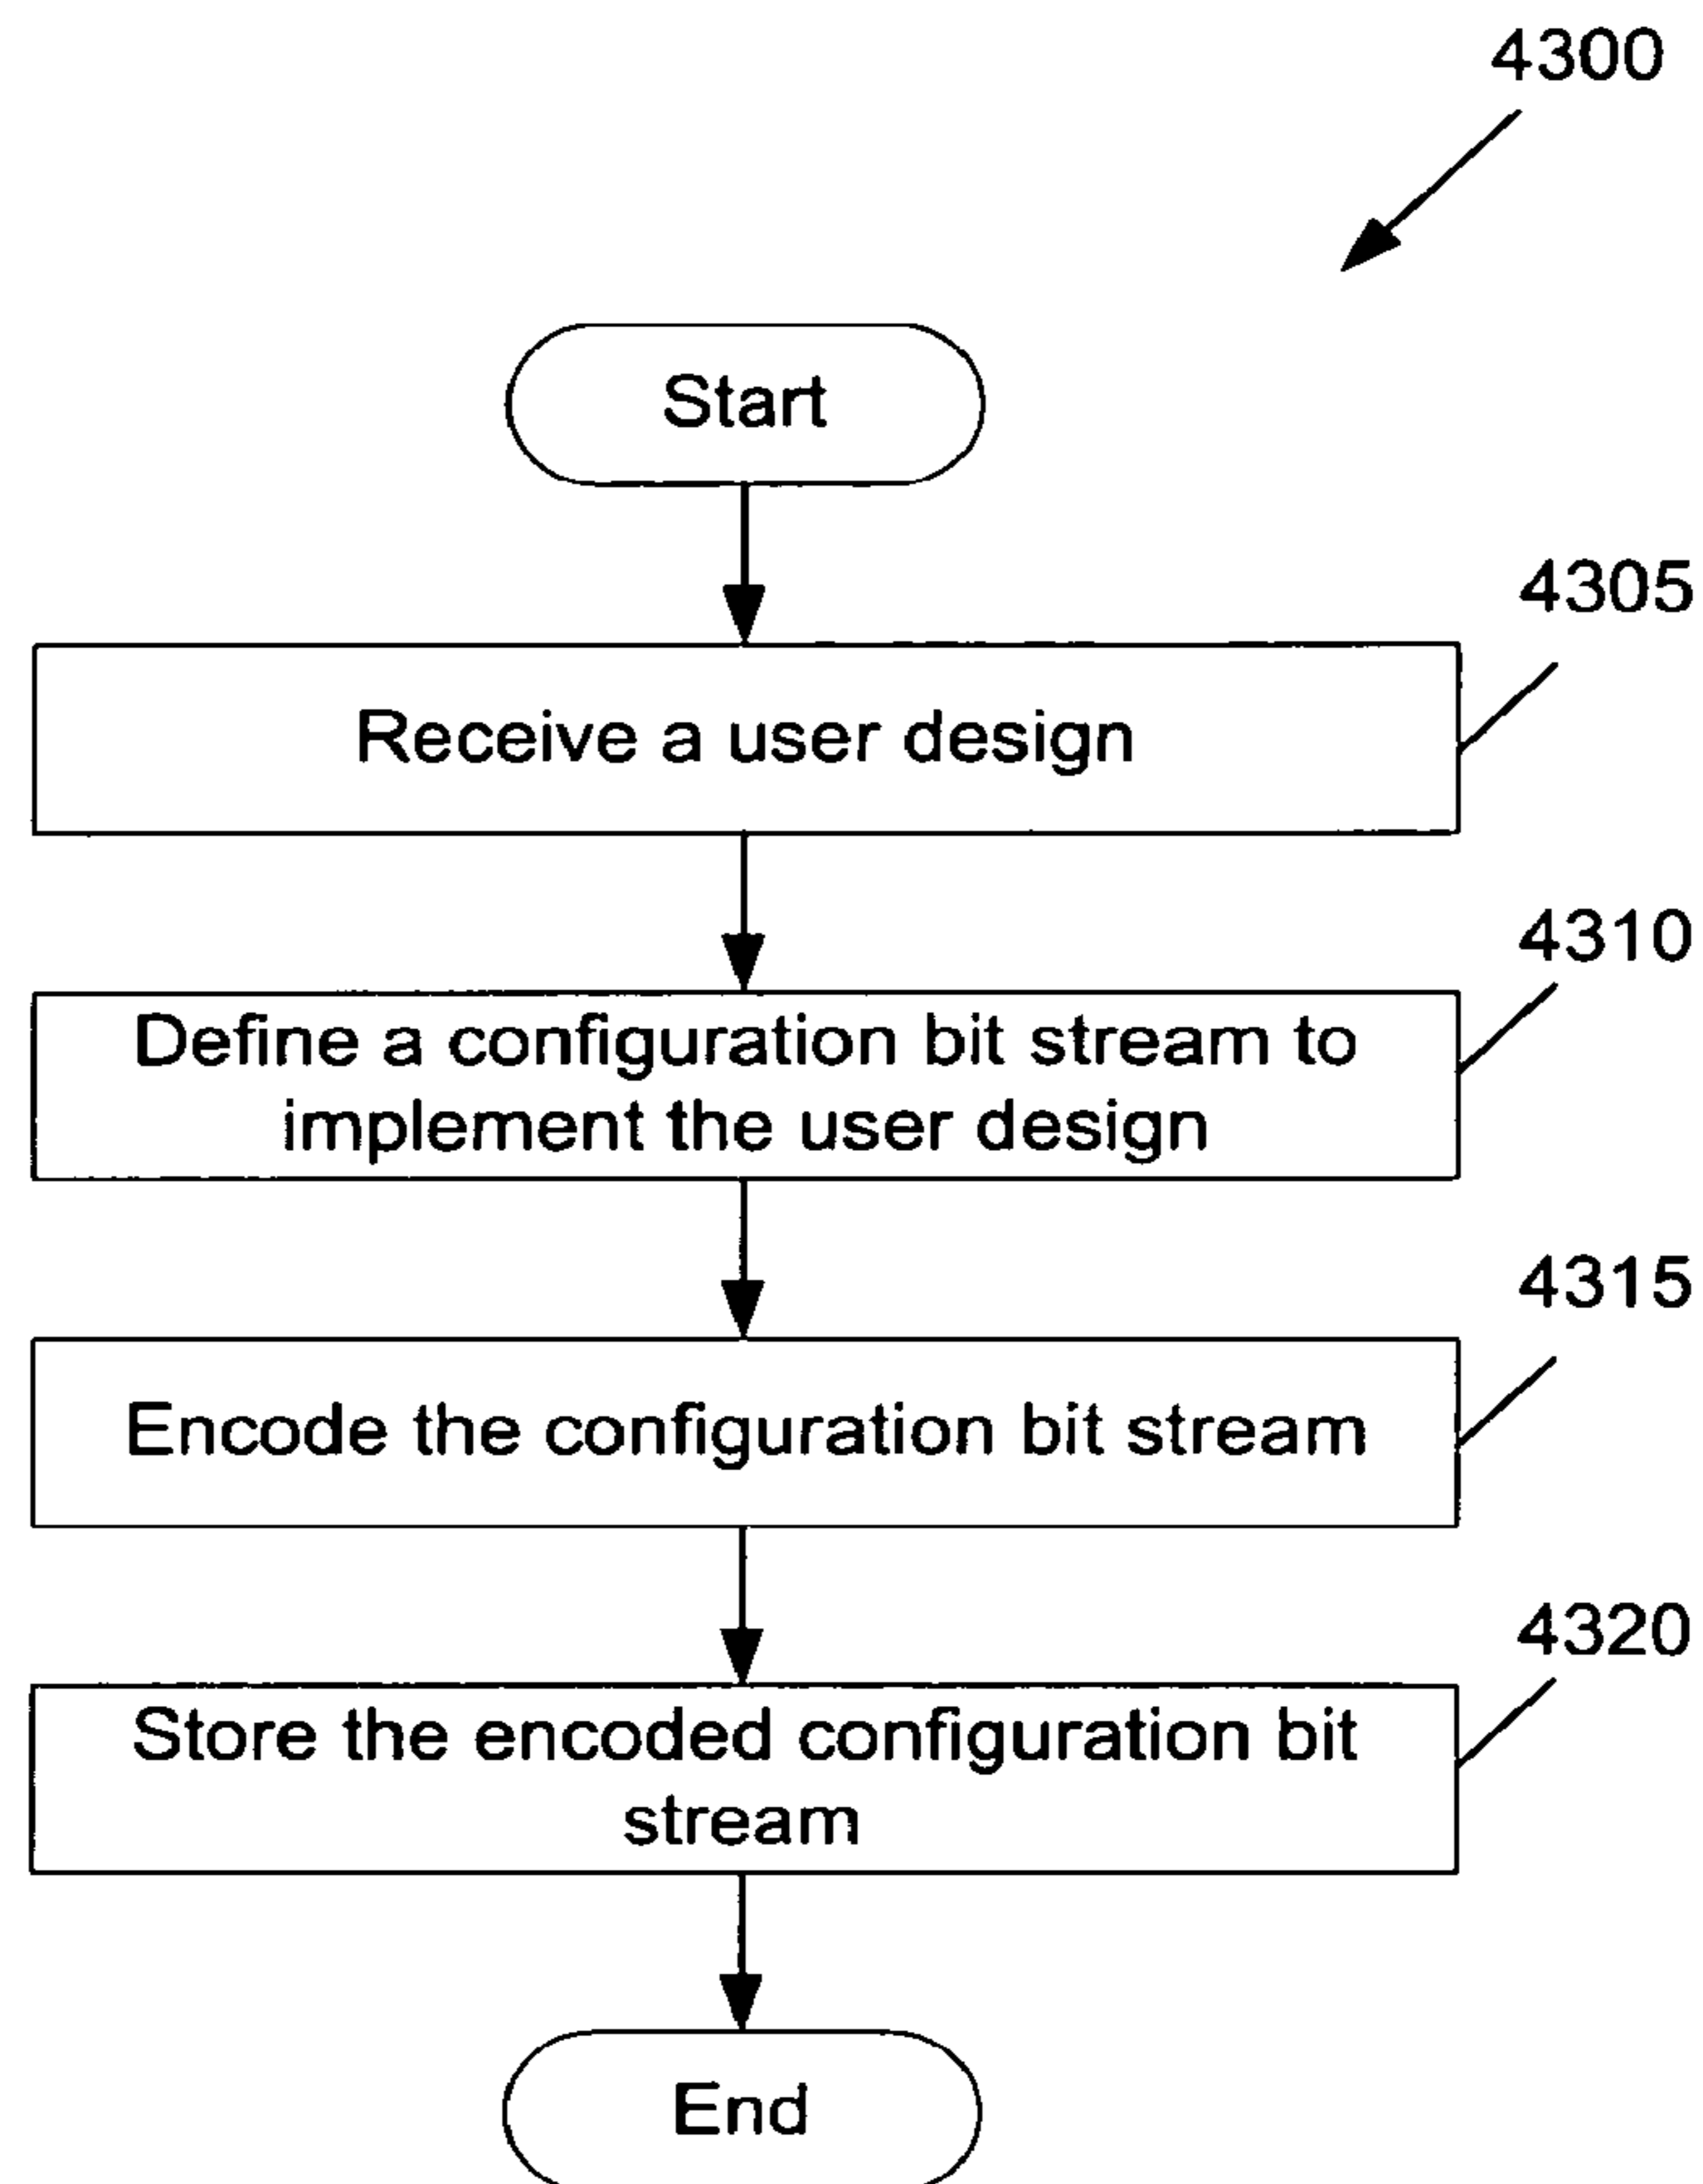 4300
Start
4305
Receive a user design
4310
Define a configuration bit stream to
implement the user design
4315
Encode the configuration bit stream
4320
Store the encoded configuration bit
stream
End